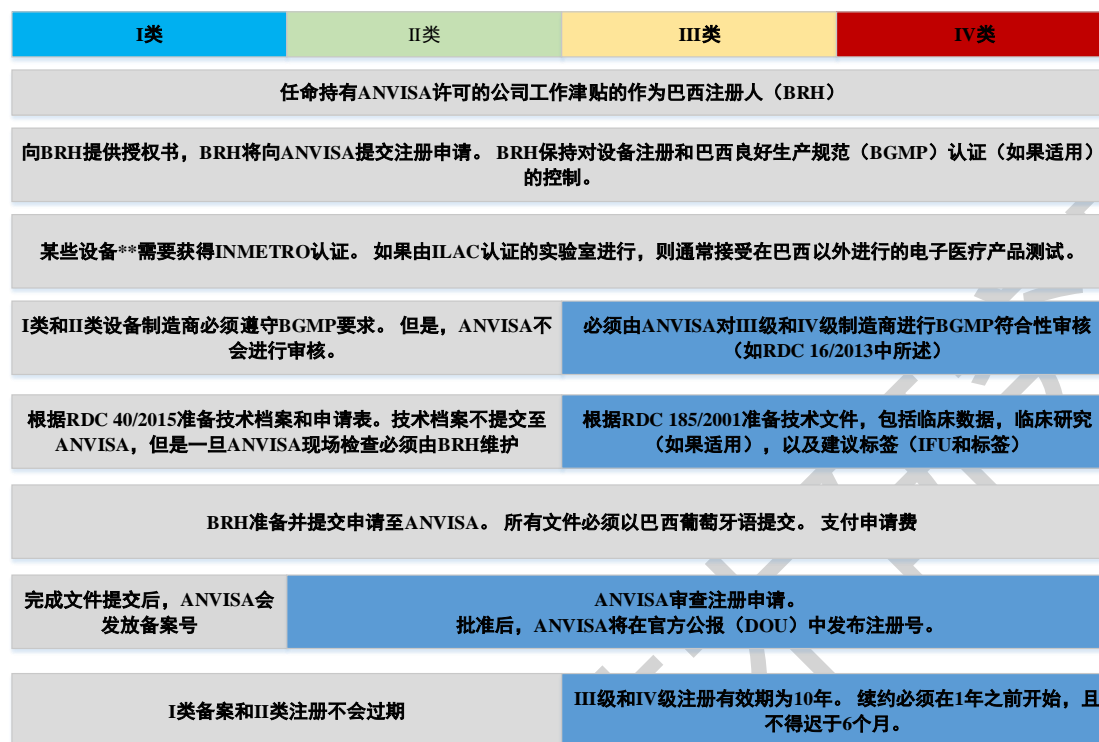 I类
II类
III类
IV类
任命持有ANVISA许可的公司工作津贴的作为巴西注册人（BRH）
向BRH提供授权书，BRH将向ANVISA提交注册申请。 BRH保持对设备注册和巴西良好生产规范（BGMP）认证（如果适用）
的控制。
某些设备**需要获得INMETRO认证。 如果由ILAC认证的实验室进行，则通常接受在巴西以外进行的电子医疗产品测试。
I类和II类设备制造商必须遵守BGMP要求。 但是，ANVISA不
会进行审核。
必须由ANVISA对III级和IV级制造商进行BGMP符合性审核
（如RDC 16/2013中所述）
根据RDC 40/2015准备技术档案和申请表。技术档案不提交至
ANVISA，但是一旦ANVISA现场检查必须由BRH维护
根据RDC 185/2001准备技术文件，包括临床数据，临床研究
（如果适用），以及建议标签（IFU和标签）
BRH准备并提交申请至ANVISA。 所有文件必须以巴西葡萄牙语提交。 支付申请费
完成文件提交后，ANVISA会
发放备案号
ANVISA审查注册申请。
批准后，ANVISA将在官方公报（DOU）中发布注册号。
I类备案和II类注册不会过期
III级和IV级注册有效期为10年。 续约必须在1年之前开始，且
不得迟于6个月。